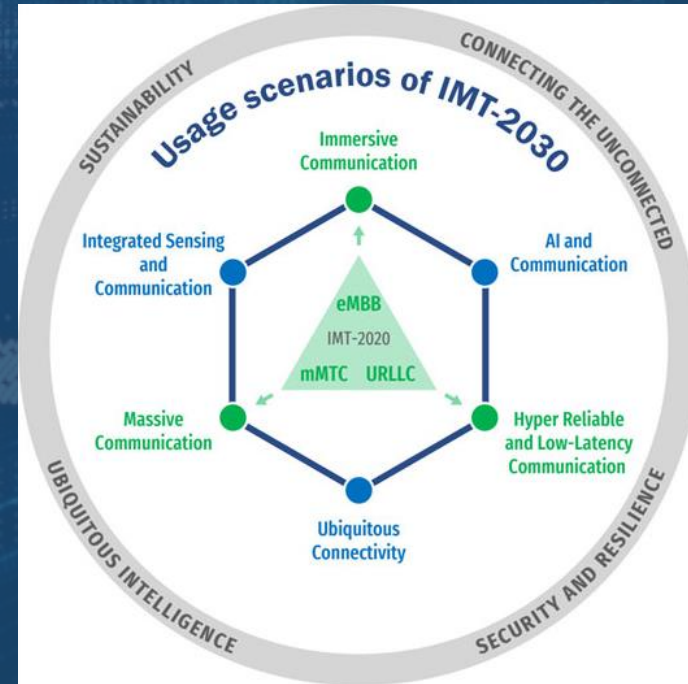 Usage scenarios of IMT-2030
SUSTAINABILITY
CONNECTING THE UNCONNECTED
Immersive
Communication
Integrated Sensing
and
Communication
AI and
Communication
eMBB
IMT-2020
mMTC URLLC
Massive
Communication
Hyper Reliable
and Low-Latency
Communication
Ubiquitous
Connectivity
UBIQUITOUS INTELLIGENCE
SECURITY AND RESILIENCE